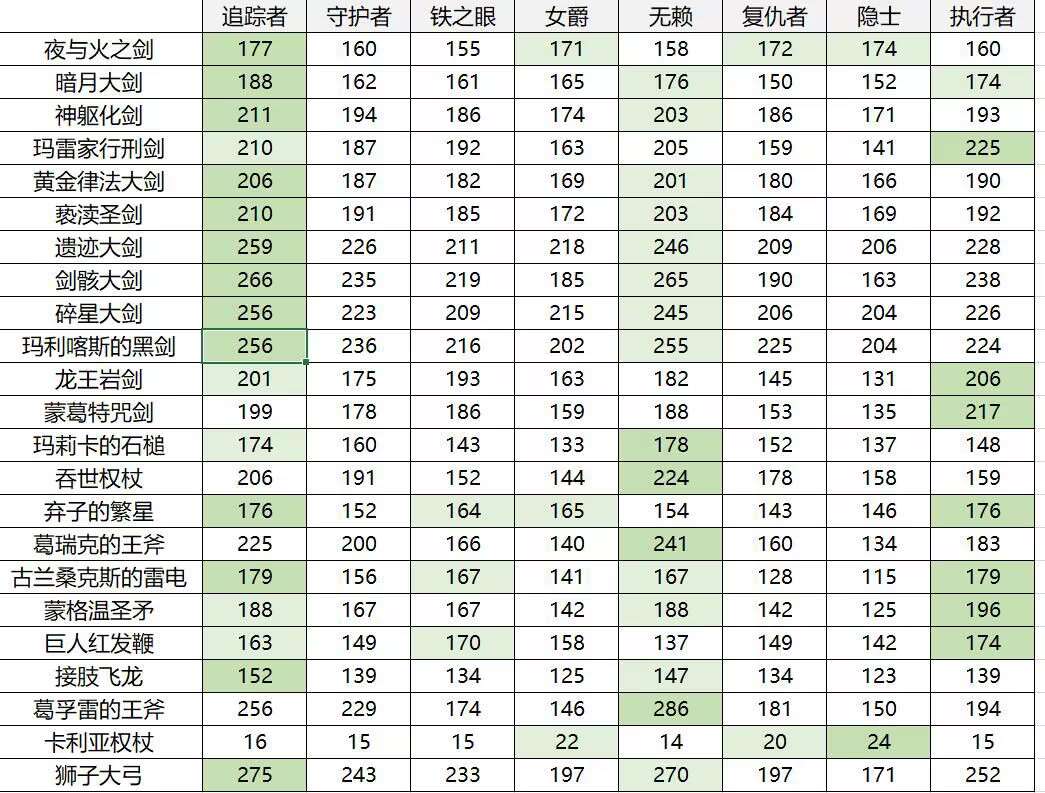 追踪者 守护者 铁之眼 女爵 无赖 复仇者 隐士 执行者
夜与火之剑 177 160 155 171 158 172 174 160
暗月大剑 188 162 161 165 176 150 152 174
神躯化剑 211 194 186 174 203 186 171 193
玛雷家行刑剑 210 187 192 163 205 159 141 225
黄金律法大剑 206 187 182 169 201 180 166 190
亵渎圣剑 210 191 185 172 203 184 169 192
遗迹大剑 259 226 211 218 246 209 206 228
剑骸大剑 266 235 219 185 265 190 163 238
碎星大剑 256 223 209 215 245 206 204 226
玛利喀斯的黑剑 256 236 216 202 255 225 204 224
龙王岩剑 201 175 193 163 182 145 131 206
蒙葛特咒剑 199 178 186 159 188 153 135 217
玛莉卡的石槌 174 160 143 133 178 152 137 148
吞世权杖 206 191 152 144 224 178 158 159
弃子的繁星 176 152 164 165 154 143 146 176
葛瑞克的王斧 225 200 166 140 241 160 134 183
古兰桑克斯的雷电 179 156 167 141 167 128 115 179
蒙格温圣矛 188 167 167 142 188 142 125 196
巨人红发鞭 163 149 170 158 137 149 142 174
接肢飞龙 152 139 134 125 147 134 123 139
葛孚雷的王斧 256 229 174 146 286 181 150 194
卡利亚权杖 16 15 15 22 14 20 24 15
狮子大弓 275 243 233 197 270 197 171 252